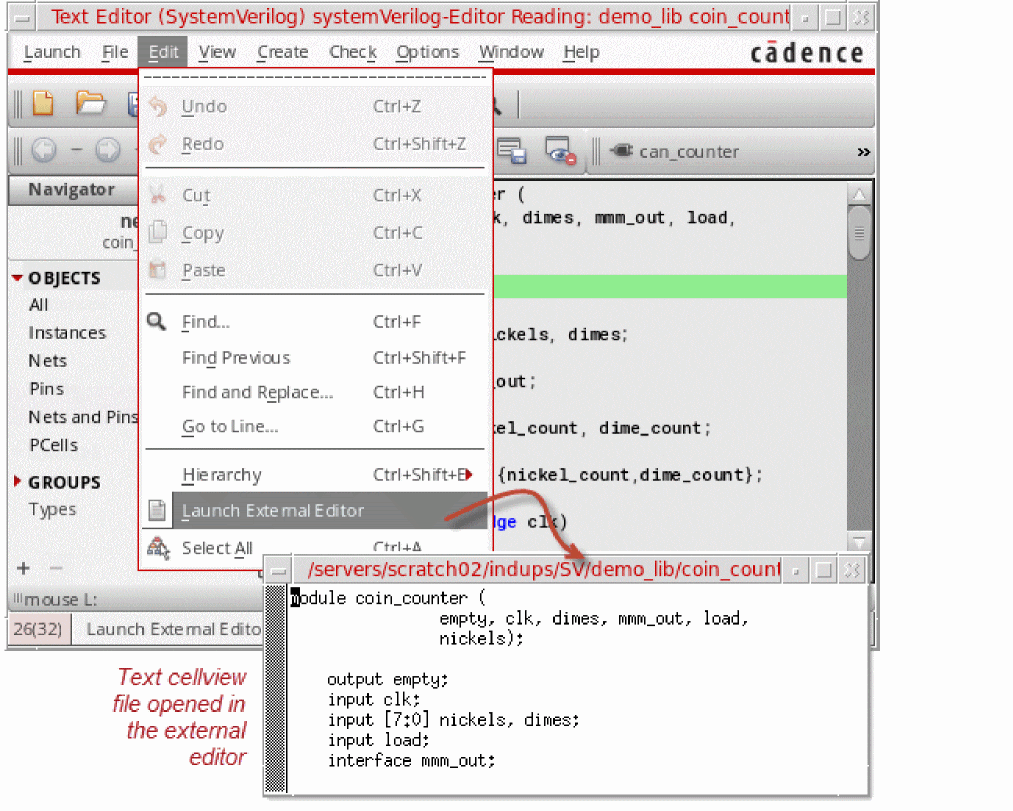 Text Editor (SystemVerilog) systemVerilog-Editor Reading: demo_lib coin_count
Launch File Edit View Create Check Options Window Help
cādence
can_counter »
Navigator
ne
coin_
OBJECTS
All
Instances
Nets
Pins
Nets and Pins
PCells
GROUPS
Types
Undo Ctrl+Z
Redo Ctrl+Shift+Z
Cut Ctrl+X
Copy Ctrl+C
Paste Ctrl+V
Find... Ctrl+F
Find Previous Ctrl+Shift+F
Find and Replace... Ctrl+H
Go to Line... Ctrl+G
Hierarchy Ctrl+Shift+E
Launch External Editor
Select All Ctrl+A
er (
k, dimes, mmm_out, load,
ickels, dimes;
_out;
kel_count, dime_count;
{nickel_count,dime_count};
dge clk)
mouse L:
26(32) Launch External Edito
/servers/scratch02/indups/SV/demo_lib/coin_count
module coin_counter (
empty, clk, dimes, mmm_out, load,
nickels);
output empty;
input clk;
input [7:0] nickels, dimes;
input load;
interface mmm_out;
Text cellview
file opened in
the external
editor